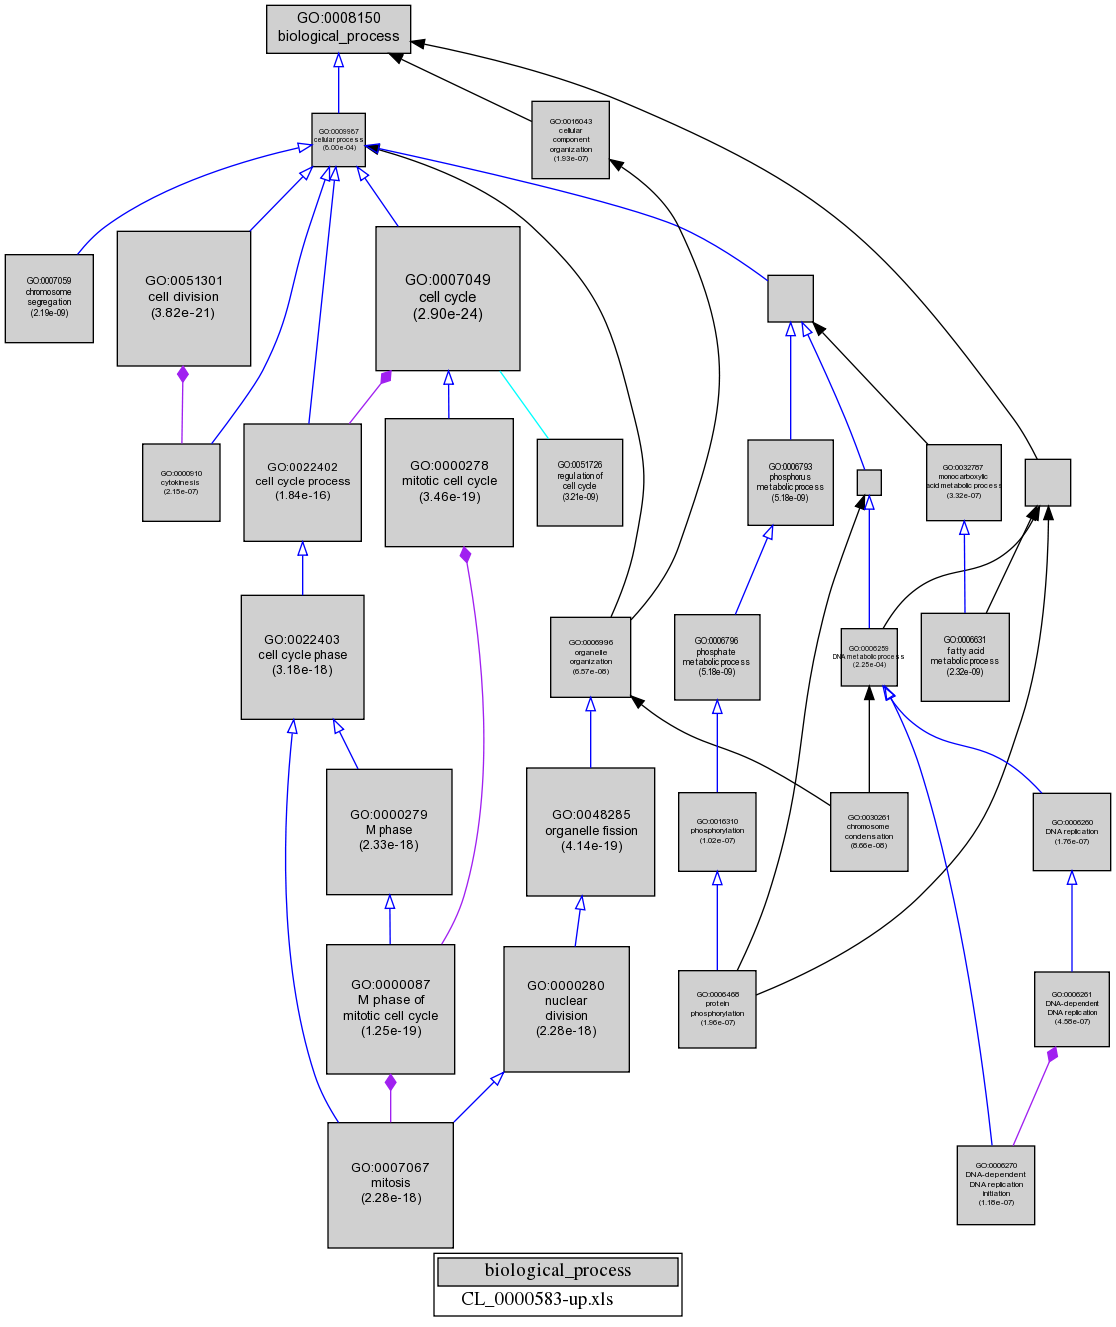 GO:0008150
biological_process
GO:0016043
cellular
component
organization
(1.93e-07)
GO:0009987
cellular process
(6.00e-04)
GO:0007059
chromosome
segregation
(2.19e-09)
GO:0051301
cell division
(3.82e-21)
GO:0007049
cell cycle
(2.90e-24)
GO:0000910
cytokinesis
(2.15e-07)
GO:0022402
cell cycle process
(1.84e-16)
GO:0000278
mitotic cell cycle
(3.46e-19)
GO:0051726
regulation of
cell cycle
(3.21e-09)
GO:0006793
phosphorus
metabolic process
(5.18e-09)
GO:0032787
monocarboxylic
acid metabolic process
(3.32e-07)
GO:0022403
cell cycle phase
(3.18e-18)
GO:0006996
organelle
organization
(6.57e-08)
GO:0006796
phosphate
metabolic process
(5.18e-09)
GO:0006259
DNA metabolic process
(2.25e-04)
GO:0006631
fatty acid
metabolic process
(2.32e-09)
GO:0000279
M phase
(2.33e-18)
GO:0048285
organelle fission
(4.14e-19)
GO:0016310
phosphorylation
(1.02e-07)
GO:0030261
chromosome
condensation
(8.66e-08)
GO:0006260
DNA replication
(1.76e-07)
GO:0000087
M phase of
mitotic cell cycle
(1.25e-19)
GO:0000280
nuclear
division
(2.28e-18)
GO:0006468
protein
phosphorylation
(1.96e-07)
GO:0006261
DNA-dependent
DNA replication
(4.58e-07)
GO:0007067
mitosis
(2.28e-18)
GO:0006270
DNA-dependent
DNA replication
initiation
(1.18e-07)
biological_process
CL_0000583-up.xls